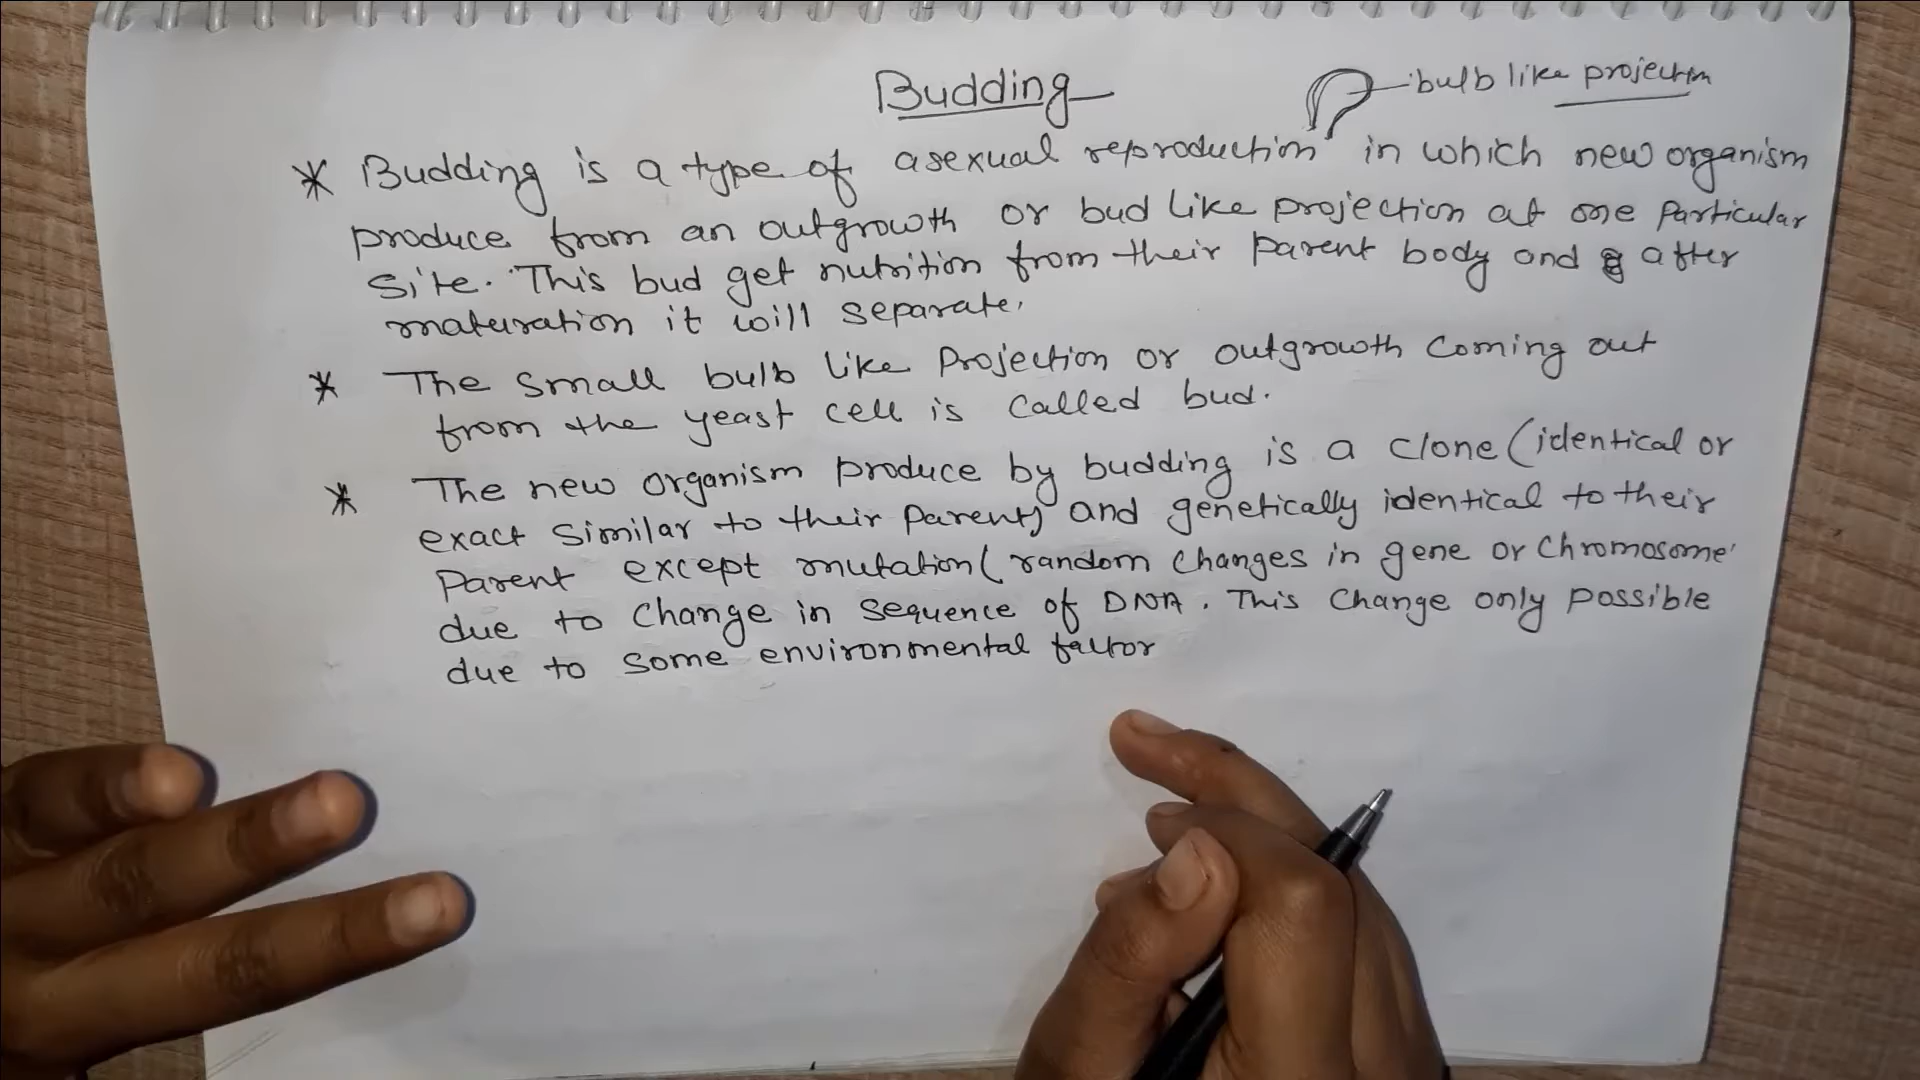 Budding
bulb like projection
* Budding is a type of asexual reproduction in which new organism
produce from an outgrowth or bud like projection at one particular
site. This bud get nutrition from their parent body and after
maturation it will separate.
* The small bulb like Projection or outgrowth coming out
from the yeast cell is called bud.
* The new organism produce by budding is a clone (identical or
exact similar to their parent) and genetically identical to their
parent except mutation ( random changes in gene or chromosome
due to change in sequence of DNA. This change only possible
due to some environmental factor